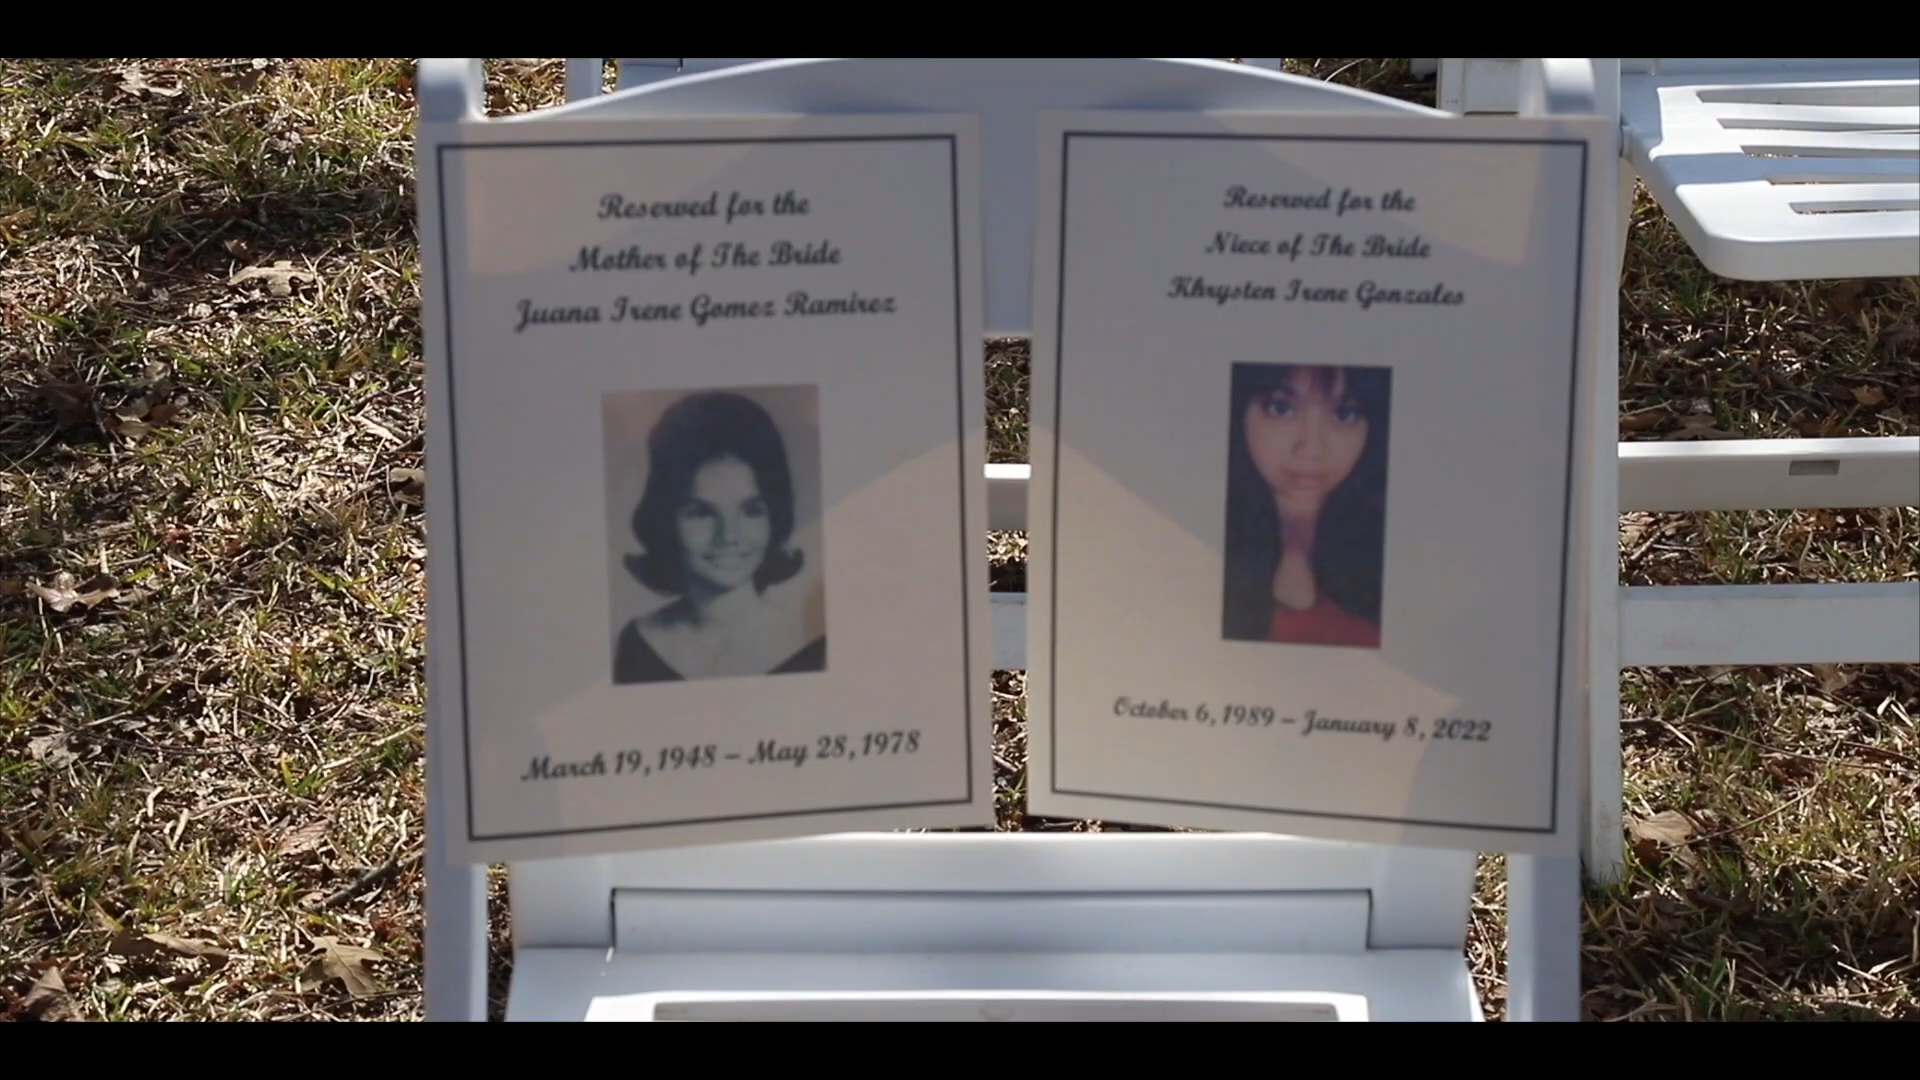 Reserved for the
Mother of The Bride
Juana Irene Gomez Ramirez
March 19, 1948 – May 28, 1978
Reserved for the
Niece of The Bride
Khrysten Irene Gonzales
October 6, 1989 – January 8, 2022